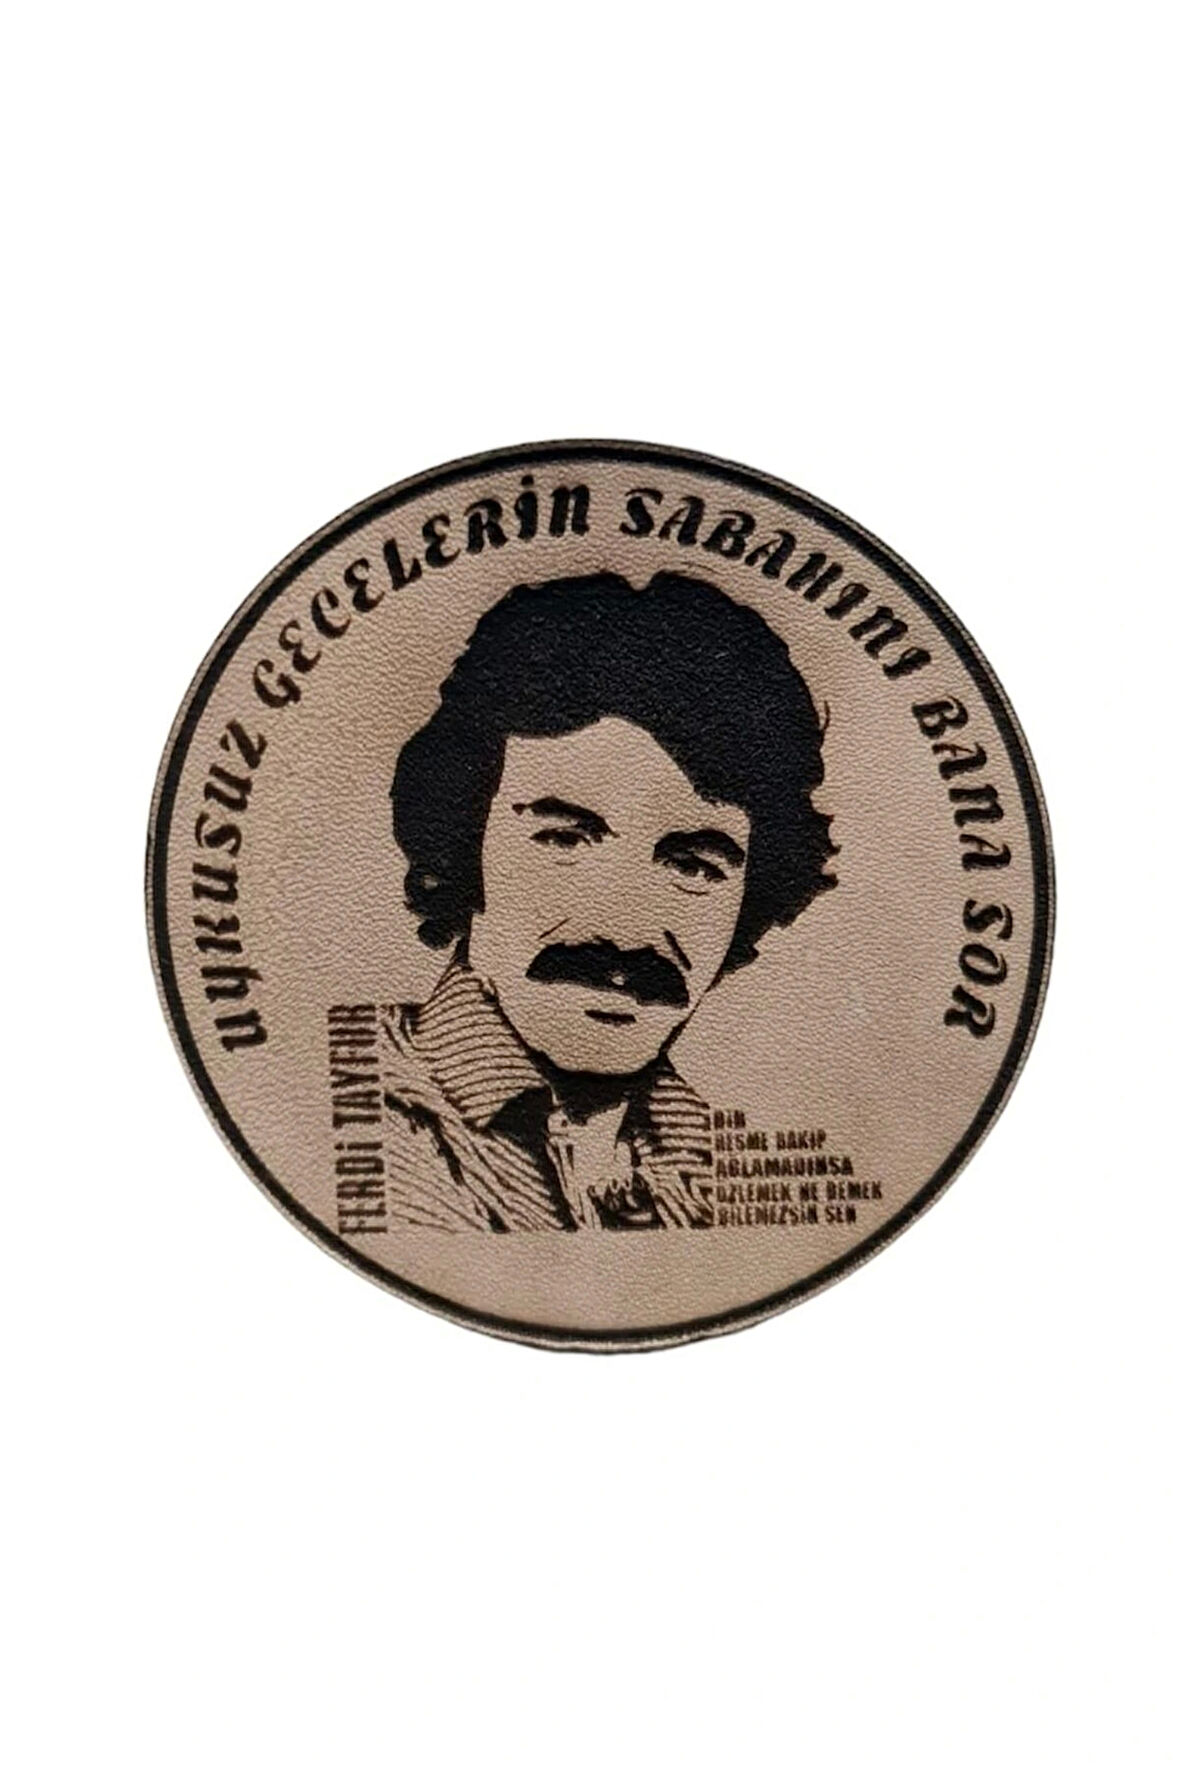 UYKUSUZ GECELERİN SABAHINI BANA SOR
FERDİ TAYFUR
BİR
RESME BAKIP
AĞLAMADINSA
ÖZLEMEK NE DEMEK
BİLEMEZSİN SEN